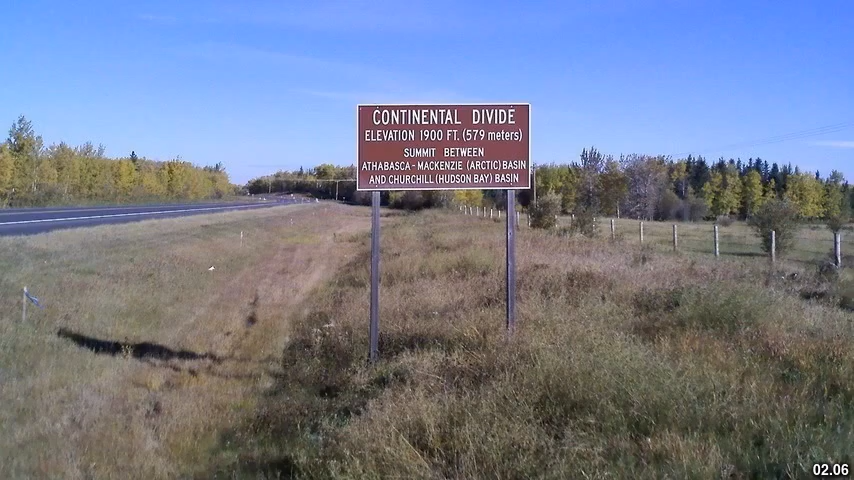 CONTINENTAL DIVIDE
ELEVATION 1900 FT. (579 meters)
SUMMIT BETWEEN
ATHABASCA-MACKENZIE (ARCTIC) BASIN
AND CHURCHILL (HUDSON BAY) BASIN
02.06